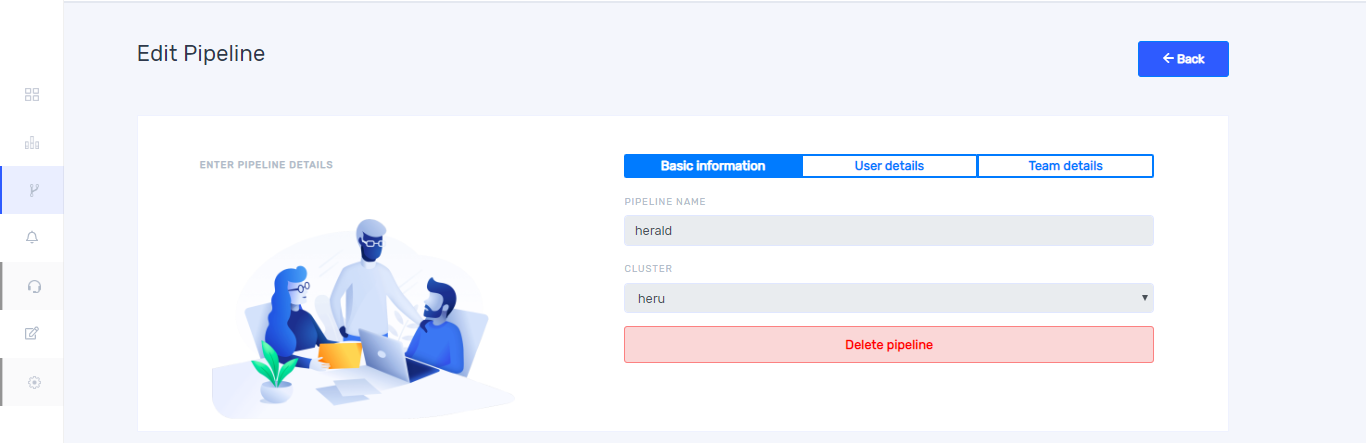 Edit Pipeline
← Back
ENTER PIPELINE DETAILS
Basic information
User details
Team details
PIPELINE NAME
herald
CLUSTER
heru
Delete pipeline